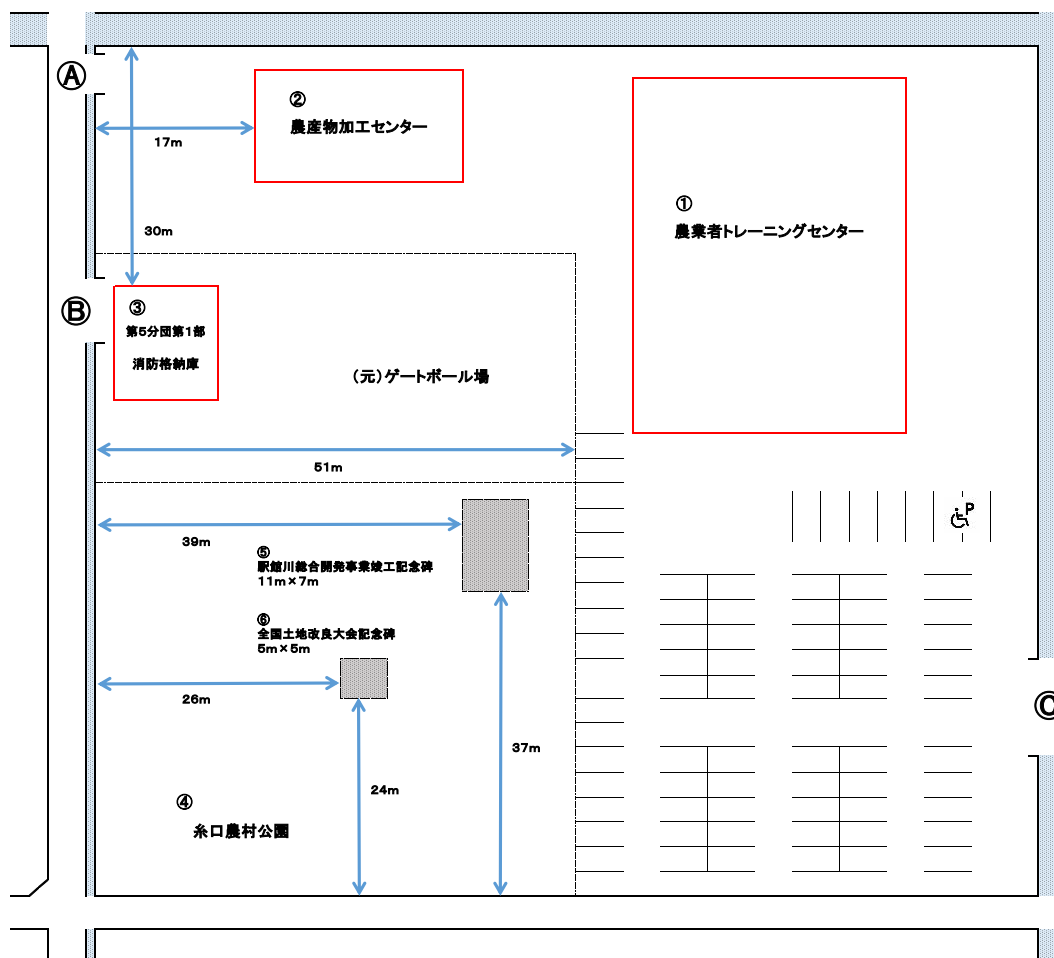 Ⓐ
②
農産物加工センター
17m
①
農業者トレーニングセンター
30m
Ⓑ
③
第5分団第1部
消防格納庫
(元)ゲートボール場
51m
P
39m
⑤
駅館川総合開発事業竣工記念碑
11m×7m
⑥
全国土地改良大会記念碑
5m×5m
26m
Ⓒ
37m
24m
④
糸口農村公園